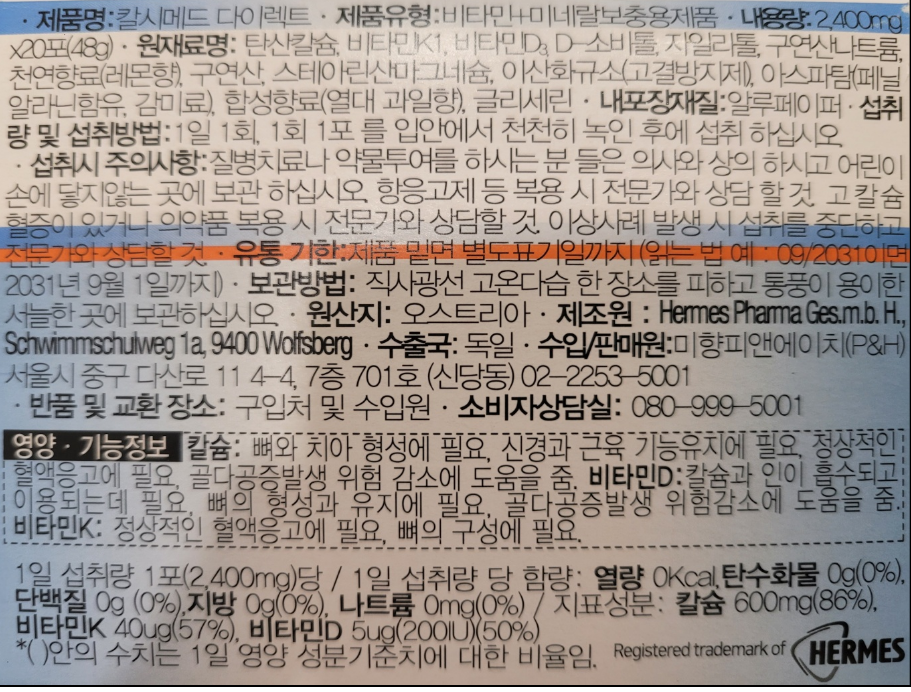 · 제품명: 칼시메드 다이렉트 · 제품유형:비타민+미네랄보충용제품 · 내용량: 2,400mg
x20포(48g) · 원재료명: 탄산칼슘, 비타민K1, 비타민D3, D-소비톨, 자일리톨, 구연산나트륨,
천연향료(레몬향), 구연산, 스테아린산마그네슘, 이산화규소(고결방지제), 아스파탐(페닐
알라닌함유, 감미료), 합성향료(열대 과일향), 글리세린 · 내포장재질:알루페이퍼 · 섭취
량 및 섭취방법:1일 1회, 1회 1포 를 입안에서 천천히 녹인 후에 섭취 하십시오.
· 섭취시 주의사항:질병치료나 약물투여를 하시는 분 들은 의사와 상의 하시고 어린이
손에 닿지않는 곳에 보관 하십시오. 항응고제 등 복용 시 전문가와 상담 할 것. 고칼슘
혈증이 있거나 의약품 복용 시 전문가와 상담할 것. 이상사례 발생 시 섭취를 중단하고
전문가와 상담할 것. · 유통 기한:제품 밑면 별도표기일까지 (읽는 법 예 09/2031이면
2031년 9월 1일까지) · 보관방법: 직사광선 고온다습 한 장소를 피하고 통풍이 용이한
서늘한 곳에 보관하십시오. · 원산지: 오스트리아 · 제조원 : Hermes Pharma Ges.m.b. H.,
Schwimmschulweg 1a, 9400 Wolfsberg · 수출국: 독일 · 수입/판매원:미향피앤에이치(P&H)
서울시 중구 다산로 11 4-4, 7층 701호 (신당동) 02-2253-5001
· 반품 및 교환 장소: 구입처 및 수입원 · 소비자상담실: 080-999-5001
영양 · 기능정보 칼슘: 뼈와 치아 형성에 필요, 신경과 근육 기능유지에 필요, 정상적인
혈액응고에 필요, 골다공증발생 위험 감소에 도움을 줌. 비타민D:칼슘과 인이 흡수되고
이용되는데 필요, 뼈의 형성과 유지에 필요, 골다공증발생 위험감소에 도움을 줌.
비타민K: 정상적인 혈액응고에 필요, 뼈의 구성에 필요.
1일 섭취량 1포(2,400mg)당 / 1일 섭취량 당 함량: 열량 0Kcal,탄수화물 0g(0%),
단백질 0g (0%),지방 0g(0%), 나트륨 0mg(0%) / 지표성분: 칼슘 600mg(86%),
비타민K 40ug(57%), 비타민D 5ug(200IU)(50%)
*( )안의 수치는 1일 영양 성분기준치에 대한 비율임. Registered trademark of HERMES